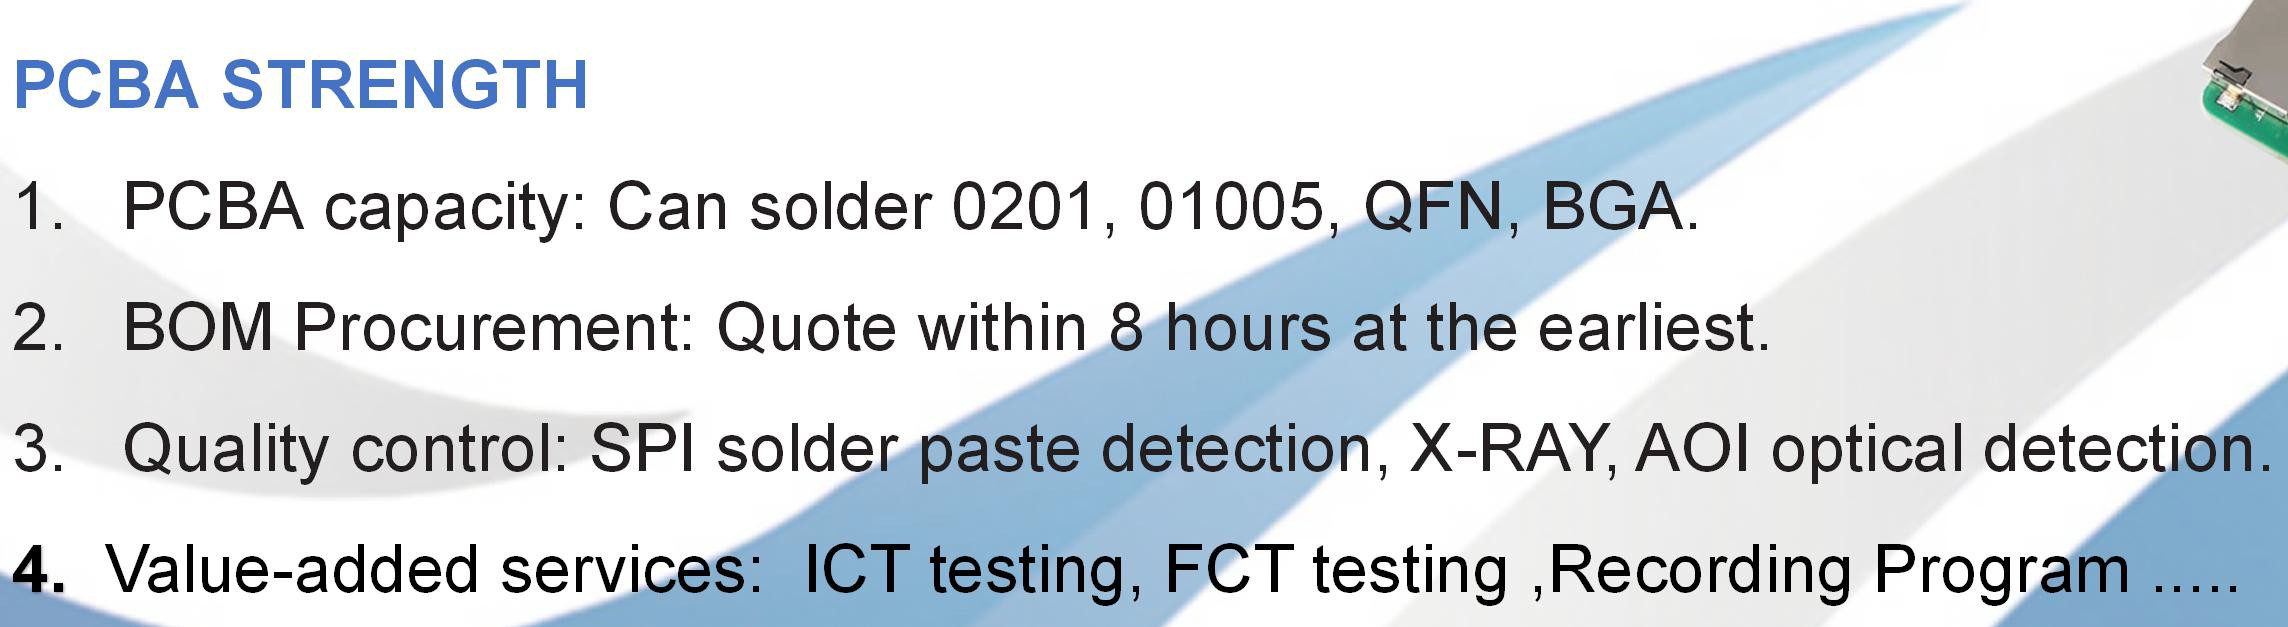 PCBA STRENGTH
1. PCBA capacity: Can solder 0201, 01005, QFN, BGA.
2. BOM Procurement: Quote within 8 hours at the earliest.
3. Quality control: SPI solder paste detection, X-RAY, AOI optical detection.
4. Value-added services: ICT testing, FCT testing ,Recording Program .....